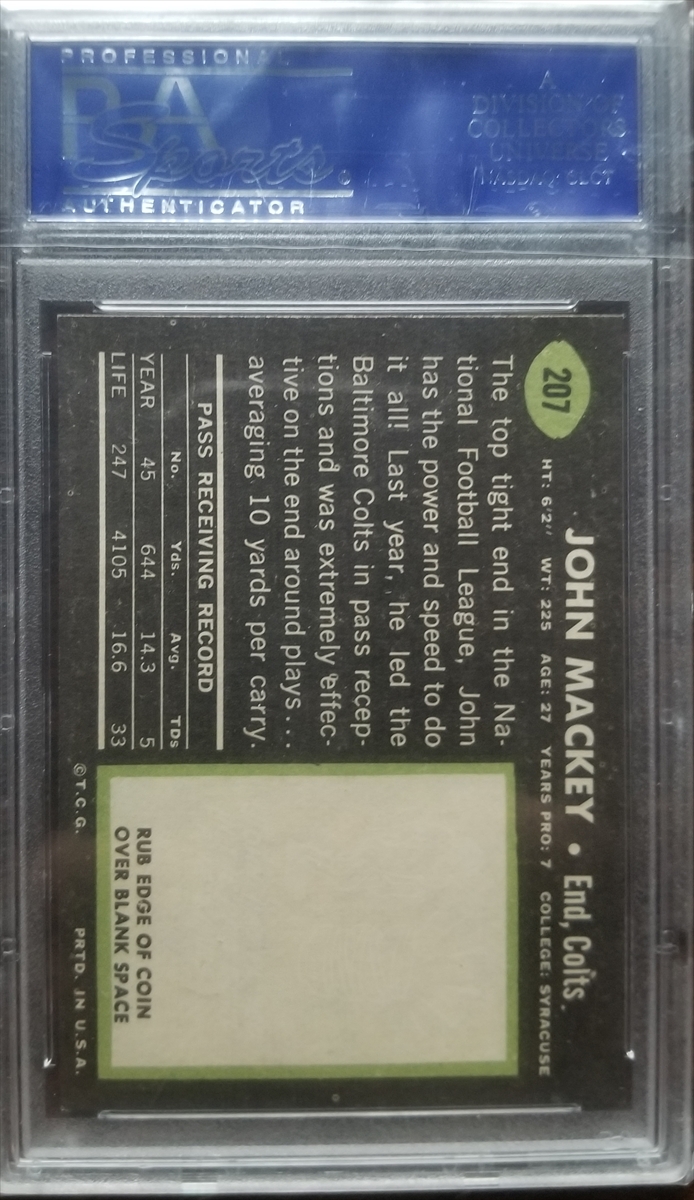 PROFESSIONAL
PSA
Sports
AUTHENTICATOR
A
DIVISION OF
COLLECTORS
UNIVERSE
NASDAQ: CLCT
207
JOHN MACKEY • End, Colts
HT: 6'2" WT: 225 AGE: 27 YEARS PRO: 7 COLLEGE: SYRACUSE
The top tight end in the Na-
tional Football League, John
has the power and speed to do
it all! Last year, he led the
Baltimore Colts in pass recep-
tions and was extremely effec-
tive on the end around plays...
averaging 10 yards per carry.
PASS RECEIVING RECORD
No. Yds. Avg. TDs
YEAR 45 644 14.3 5
LIFE 247 4105 16.6 33
RUB EDGE OF COIN
OVER BLANK SPACE
©T.C.G. PRTD. IN U.S.A.